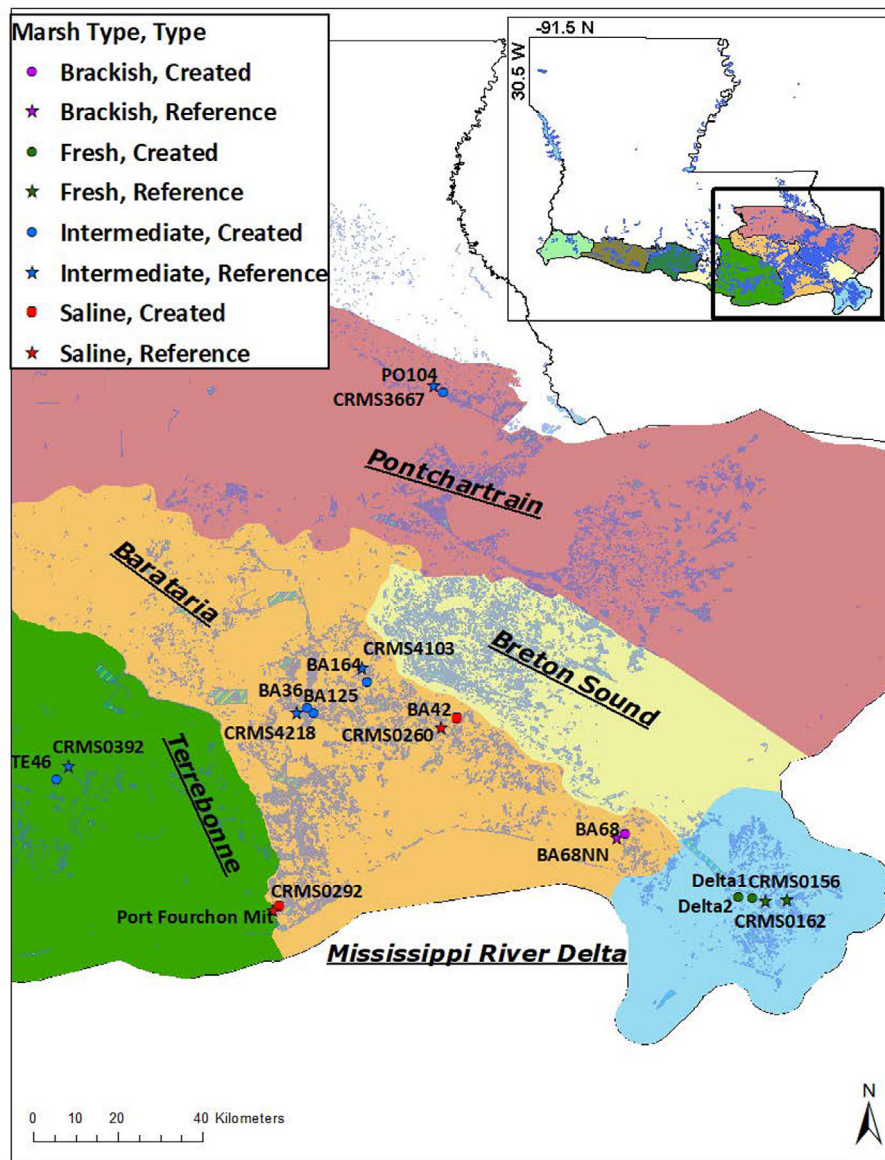 Marsh Type, Type
Brackish, Created
Brackish, Reference
Fresh, Created
Fresh, Reference
Intermediate, Created
Intermediate, Reference
Saline, Created
Saline, Reference
-91.5 N
30.5 W
PO104
CRMS3667
Pontchartrain
Barataria
Breton Sound
Terrebonne
BA164
CRMS4103
BA36
BA125
CRMS4218
BA42
CRMS0260
CRMS0392
TE46
BA68
BA68NN
CRMS0292
Port Fourchon Mit
Delta1
CRMS0156
Delta2
CRMS0162
Mississippi River Delta
N
0 10 20 40 Kilometers